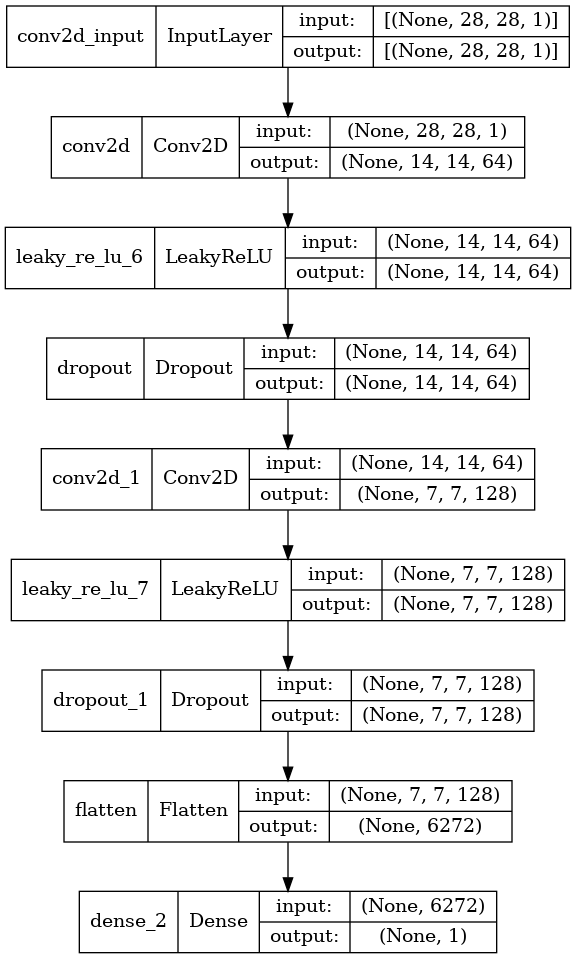 conv2d_input InputLayer input: [(None, 28, 28, 1)]
output: [(None, 28, 28, 1)]
conv2d Conv2D input: (None, 28, 28, 1)
output: (None, 14, 14, 64)
leaky_re_lu_6 LeakyReLU input: (None, 14, 14, 64)
output: (None, 14, 14, 64)
dropout Dropout input: (None, 14, 14, 64)
output: (None, 14, 14, 64)
conv2d_1 Conv2D input: (None, 14, 14, 64)
output: (None, 7, 7, 128)
leaky_re_lu_7 LeakyReLU input: (None, 7, 7, 128)
output: (None, 7, 7, 128)
dropout_1 Dropout input: (None, 7, 7, 128)
output: (None, 7, 7, 128)
flatten Flatten input: (None, 7, 7, 128)
output: (None, 6272)
dense_2 Dense input: (None, 6272)
output: (None, 1)